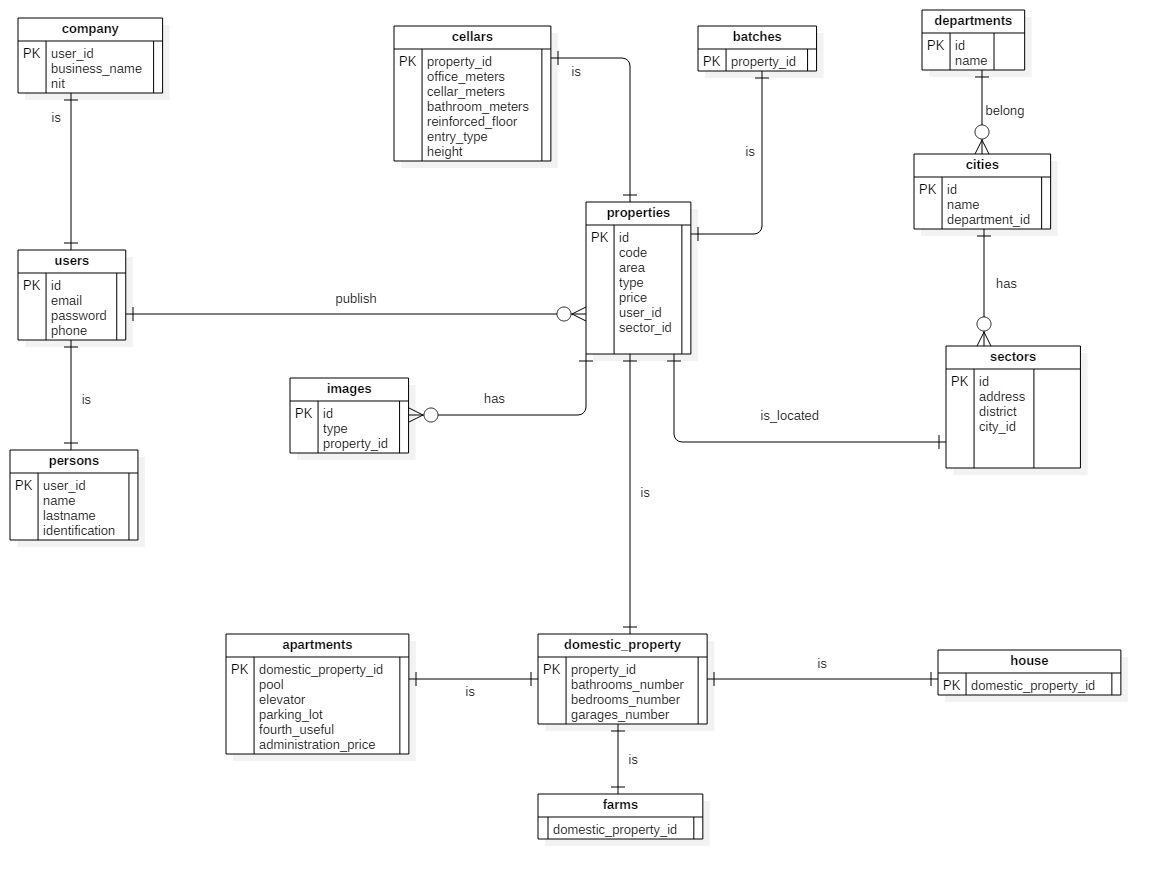 company
PK user_id
business_name
nit
is
cellars
PK property_id
office_meters
cellar_meters
bathroom_meters
reinforced_floor
entry_type
height
is
batches
PK property_id
is
departments
PK id
name
belong
cities
PK id
name
department_id
has
users
PK id
email
password
phone
publish
properties
PK id
code
area
type
price
user_id
sector_id
is
images
PK id
type
property_id
has
is_located
sectors
PK id
address
district
city_id
persons
PK user_id
name
lastname
identification
is
apartments
PK domestic_property_id
pool
elevator
parking_lot
fourth_useful
administration_price
is
domestic_property
PK property_id
bathrooms_number
bedrooms_number
garages_number
is
house
PK domestic_property_id
is
farms
domestic_property_id